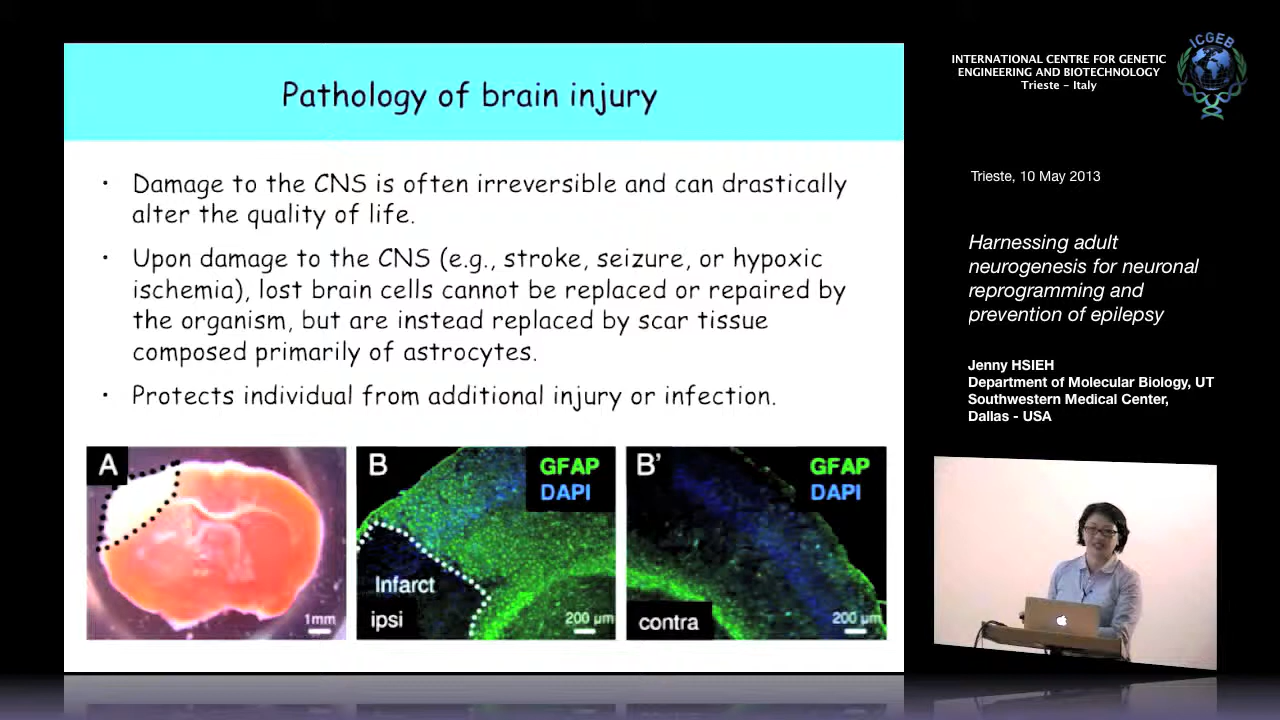 Pathology of brain injury
• Damage to the CNS is often irreversible and can drastically
alter the quality of life.
• Upon damage to the CNS (e.g., stroke, seizure, or hypoxic
ischemia), lost brain cells cannot be replaced or repaired by
the organism, but are instead replaced by scar tissue
composed primarily of astrocytes.
• Protects individual from additional injury or infection.
A
1mm
B
GFAP
DAPI
Infarct
ipsi
200 µm
B'
GFAP
DAPI
contra
200 µm
INTERNATIONAL CENTRE FOR GENETIC
ENGINEERING AND BIOTECHNOLOGY
Trieste - Italy
ICGEB
Trieste, 10 May 2013
Harnessing adult
neurogenesis for neuronal
reprogramming and
prevention of epilepsy
Jenny HSIEH
Department of Molecular Biology, UT
Southwestern Medical Center,
Dallas - USA